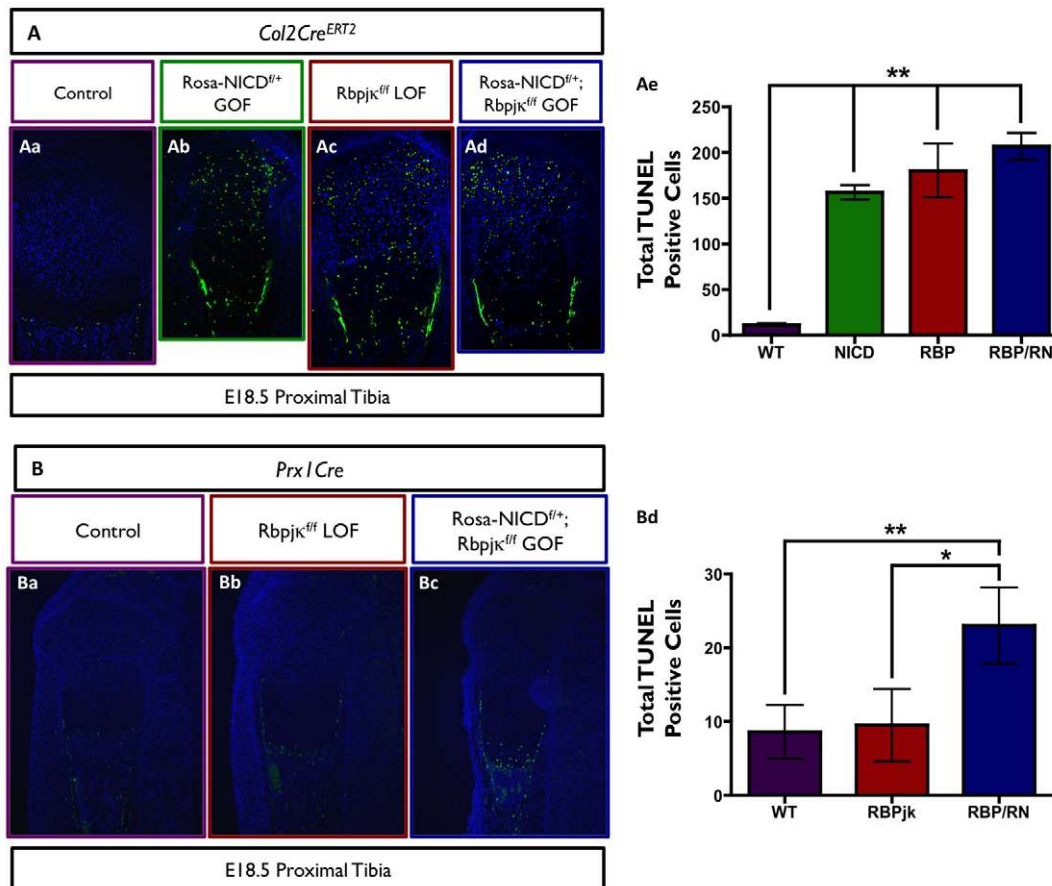 A
Col2Cre^ERT2
Control
Rosa-NICD^f/+
GOF
Rbpjκ^f/f LOF
Rosa-NICD^f/+;
Rbpjκ^f/f GOF
Aa
Ab
Ac
Ad
E18.5 Proximal Tibia
Ae
**
Total TUNEL
Positive Cells
250
200
150
100
50
0
WT
NICD
RBP
RBP/RN
B
Prx1Cre
Control
Rbpjκ^f/f LOF
Rosa-NICD^f/+;
Rbpjκ^f/f GOF
Ba
Bb
Bc
E18.5 Proximal Tibia
Bd
**
*
Total TUNEL
Positive Cells
30
20
10
0
WT
RBPjk
RBP/RN